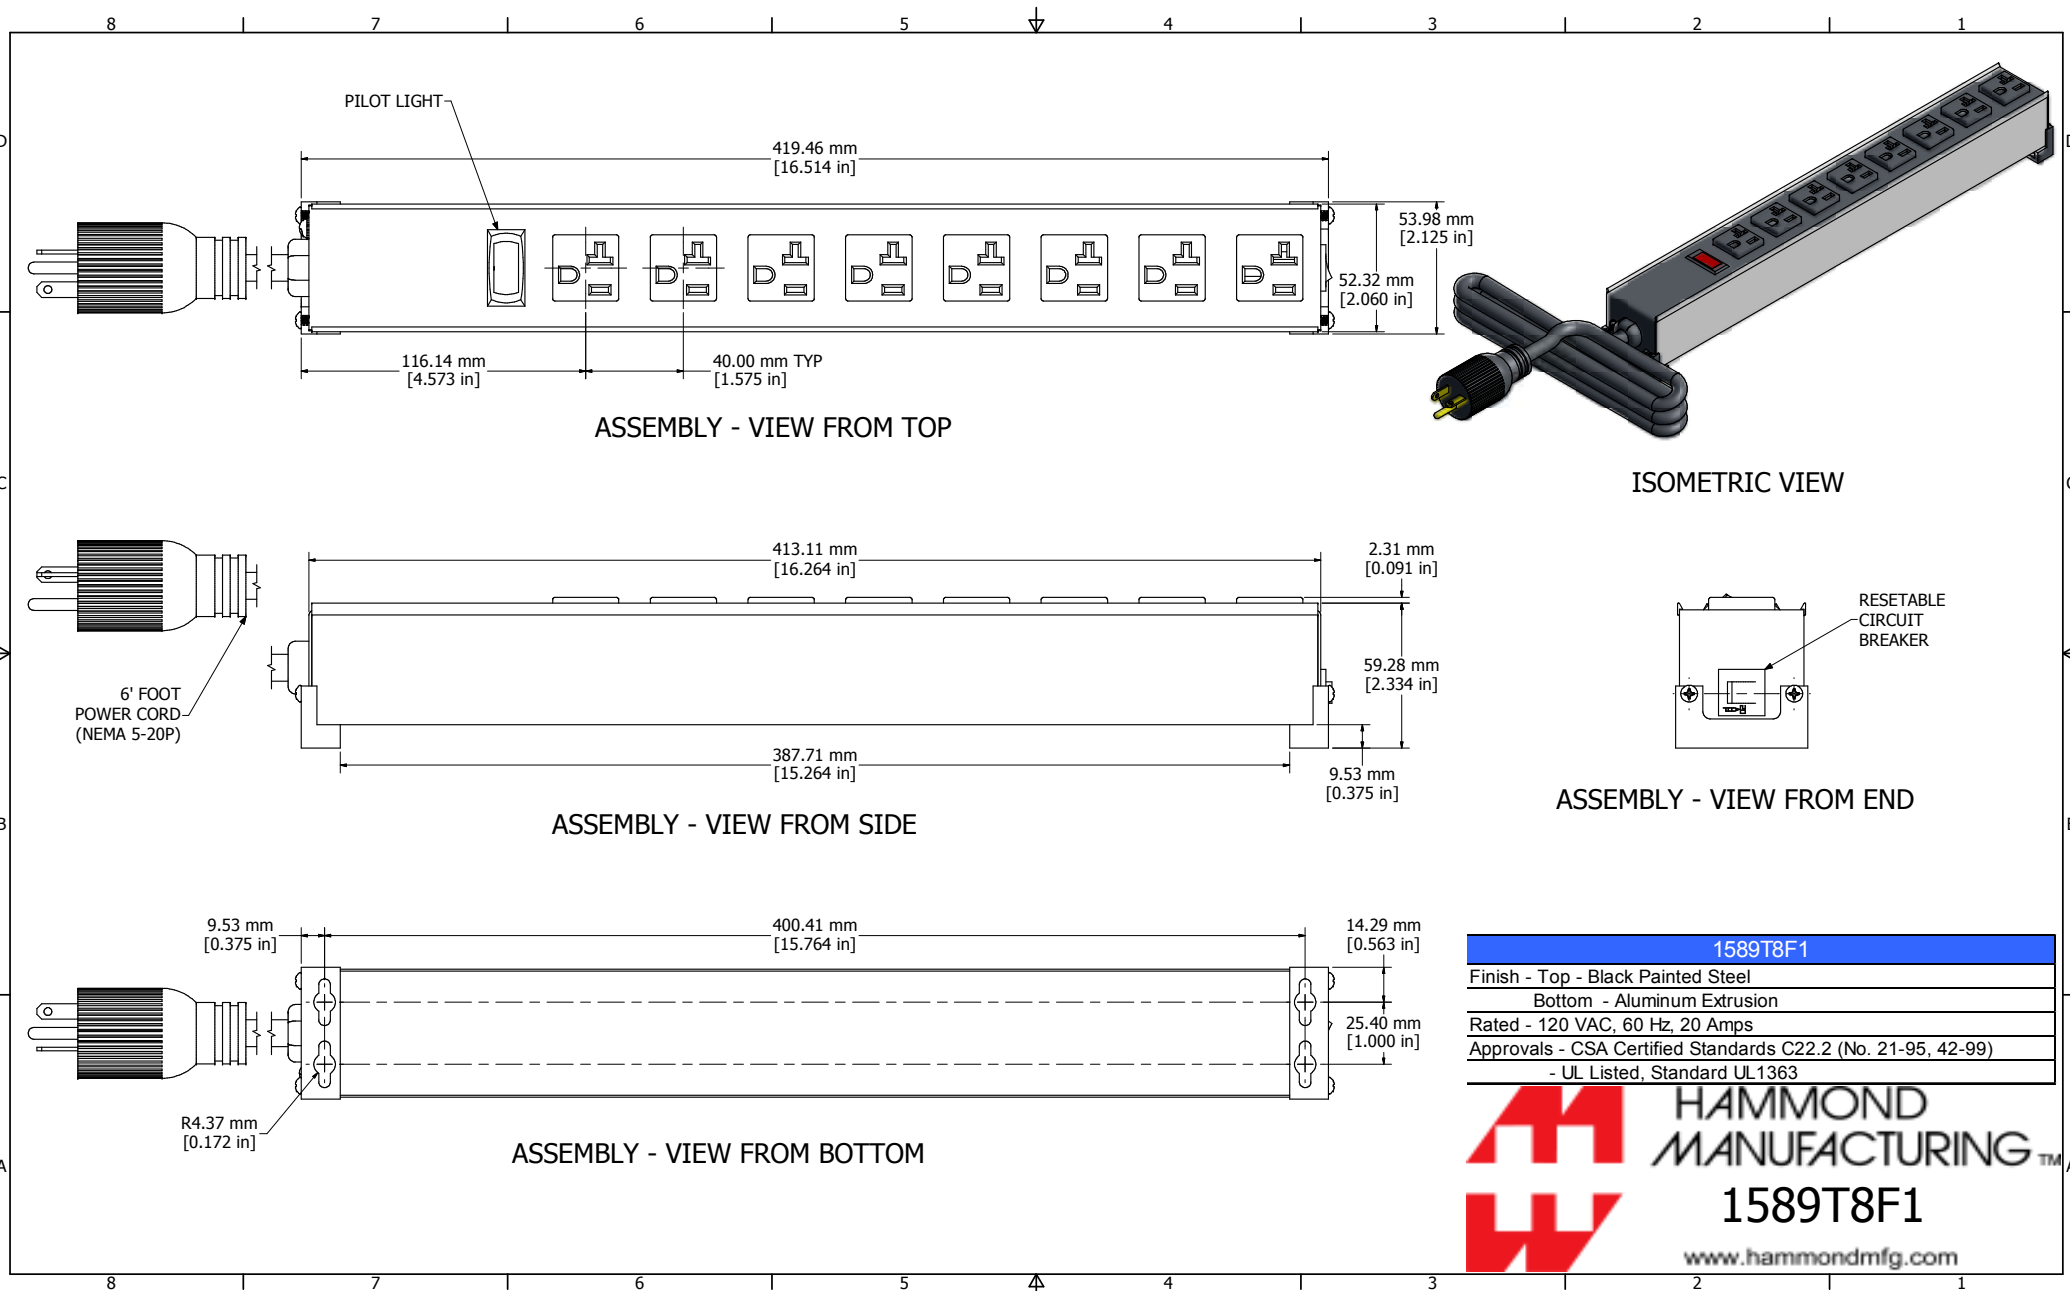 8 7 6 5 4 3 2 1
D
D
PILOT LIGHT
419.46 mm
[16.514 in]
53.98 mm
[2.125 in]
52.32 mm
[2.060 in]
116.14 mm
[4.573 in]
40.00 mm TYP
[1.575 in]
ASSEMBLY - VIEW FROM TOP
ISOMETRIC VIEW
C
C
413.11 mm
[16.264 in]
2.31 mm
[0.091 in]
59.28 mm
[2.334 in]
6' FOOT
POWER CORD
(NEMA 5-20P)
387.71 mm
[15.264 in]
9.53 mm
[0.375 in]
ASSEMBLY - VIEW FROM SIDE
RESETABLE
CIRCUIT
BREAKER
ASSEMBLY - VIEW FROM END
B
B
9.53 mm
[0.375 in]
400.41 mm
[15.764 in]
14.29 mm
[0.563 in]
25.40 mm
[1.000 in]
R4.37 mm
[0.172 in]
ASSEMBLY - VIEW FROM BOTTOM
1589T8F1
Finish - Top - Black Painted Steel
Bottom - Aluminum Extrusion
Rated - 120 VAC, 60 Hz, 20 Amps
Approvals - CSA Certified Standards C22.2 (No. 21-95, 42-99)
- UL Listed, Standard UL1363
HAMMOND
MANUFACTURING TM
1589T8F1
www.hammondmfg.com
A
A
8 7 6 5 4 3 2 1